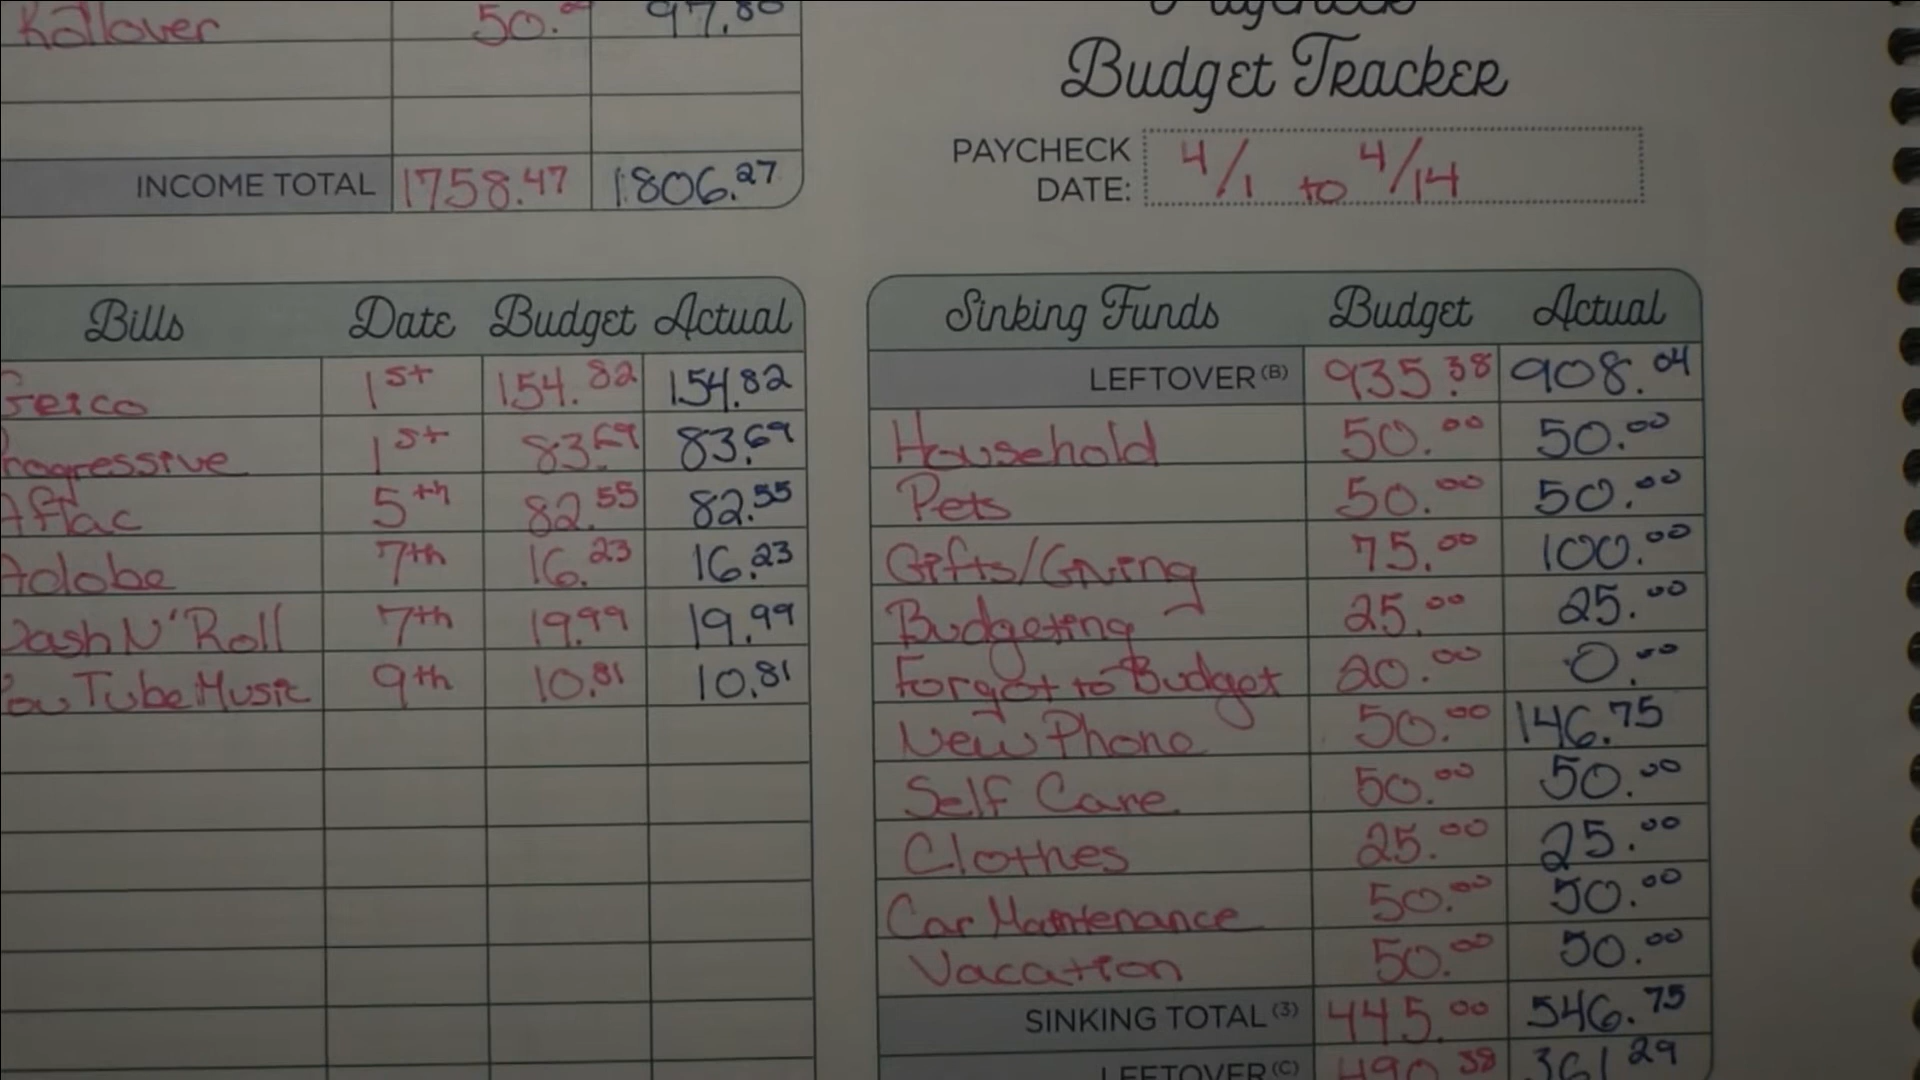 Rollover 50. 97.80
INCOME TOTAL 1758.47 1806.27
Bills Date Budget Actual
Geico 1st 154.82 154.82
Progressive 1st 83.69 83.69
Aflac 5th 82.55 82.55
Adobe 7th 16.23 16.23
Dash N' Roll 7th 19.99 19.99
YouTube Music 9th 10.81 10.81
Paycheck
Budget Tracker
PAYCHECK DATE: 4/1 to 4/14
Sinking Funds Budget Actual
LEFTOVER (B) 935.38 908.04
Household 50.00 50.00
Pets 50.00 50.00
Gifts/Giving 75.00 100.00
Budgeting 25.00 25.00
Forgot to Budget 20.00 0.00
New Phone 50.00 146.75
Self Care 50.00 50.00
Clothes 25.00 25.00
Car Maintenance 50.00 50.00
Vacation 50.00 50.00
SINKING TOTAL (3) 445.00 546.75
LEFTOVER (C) 490.38 361.29